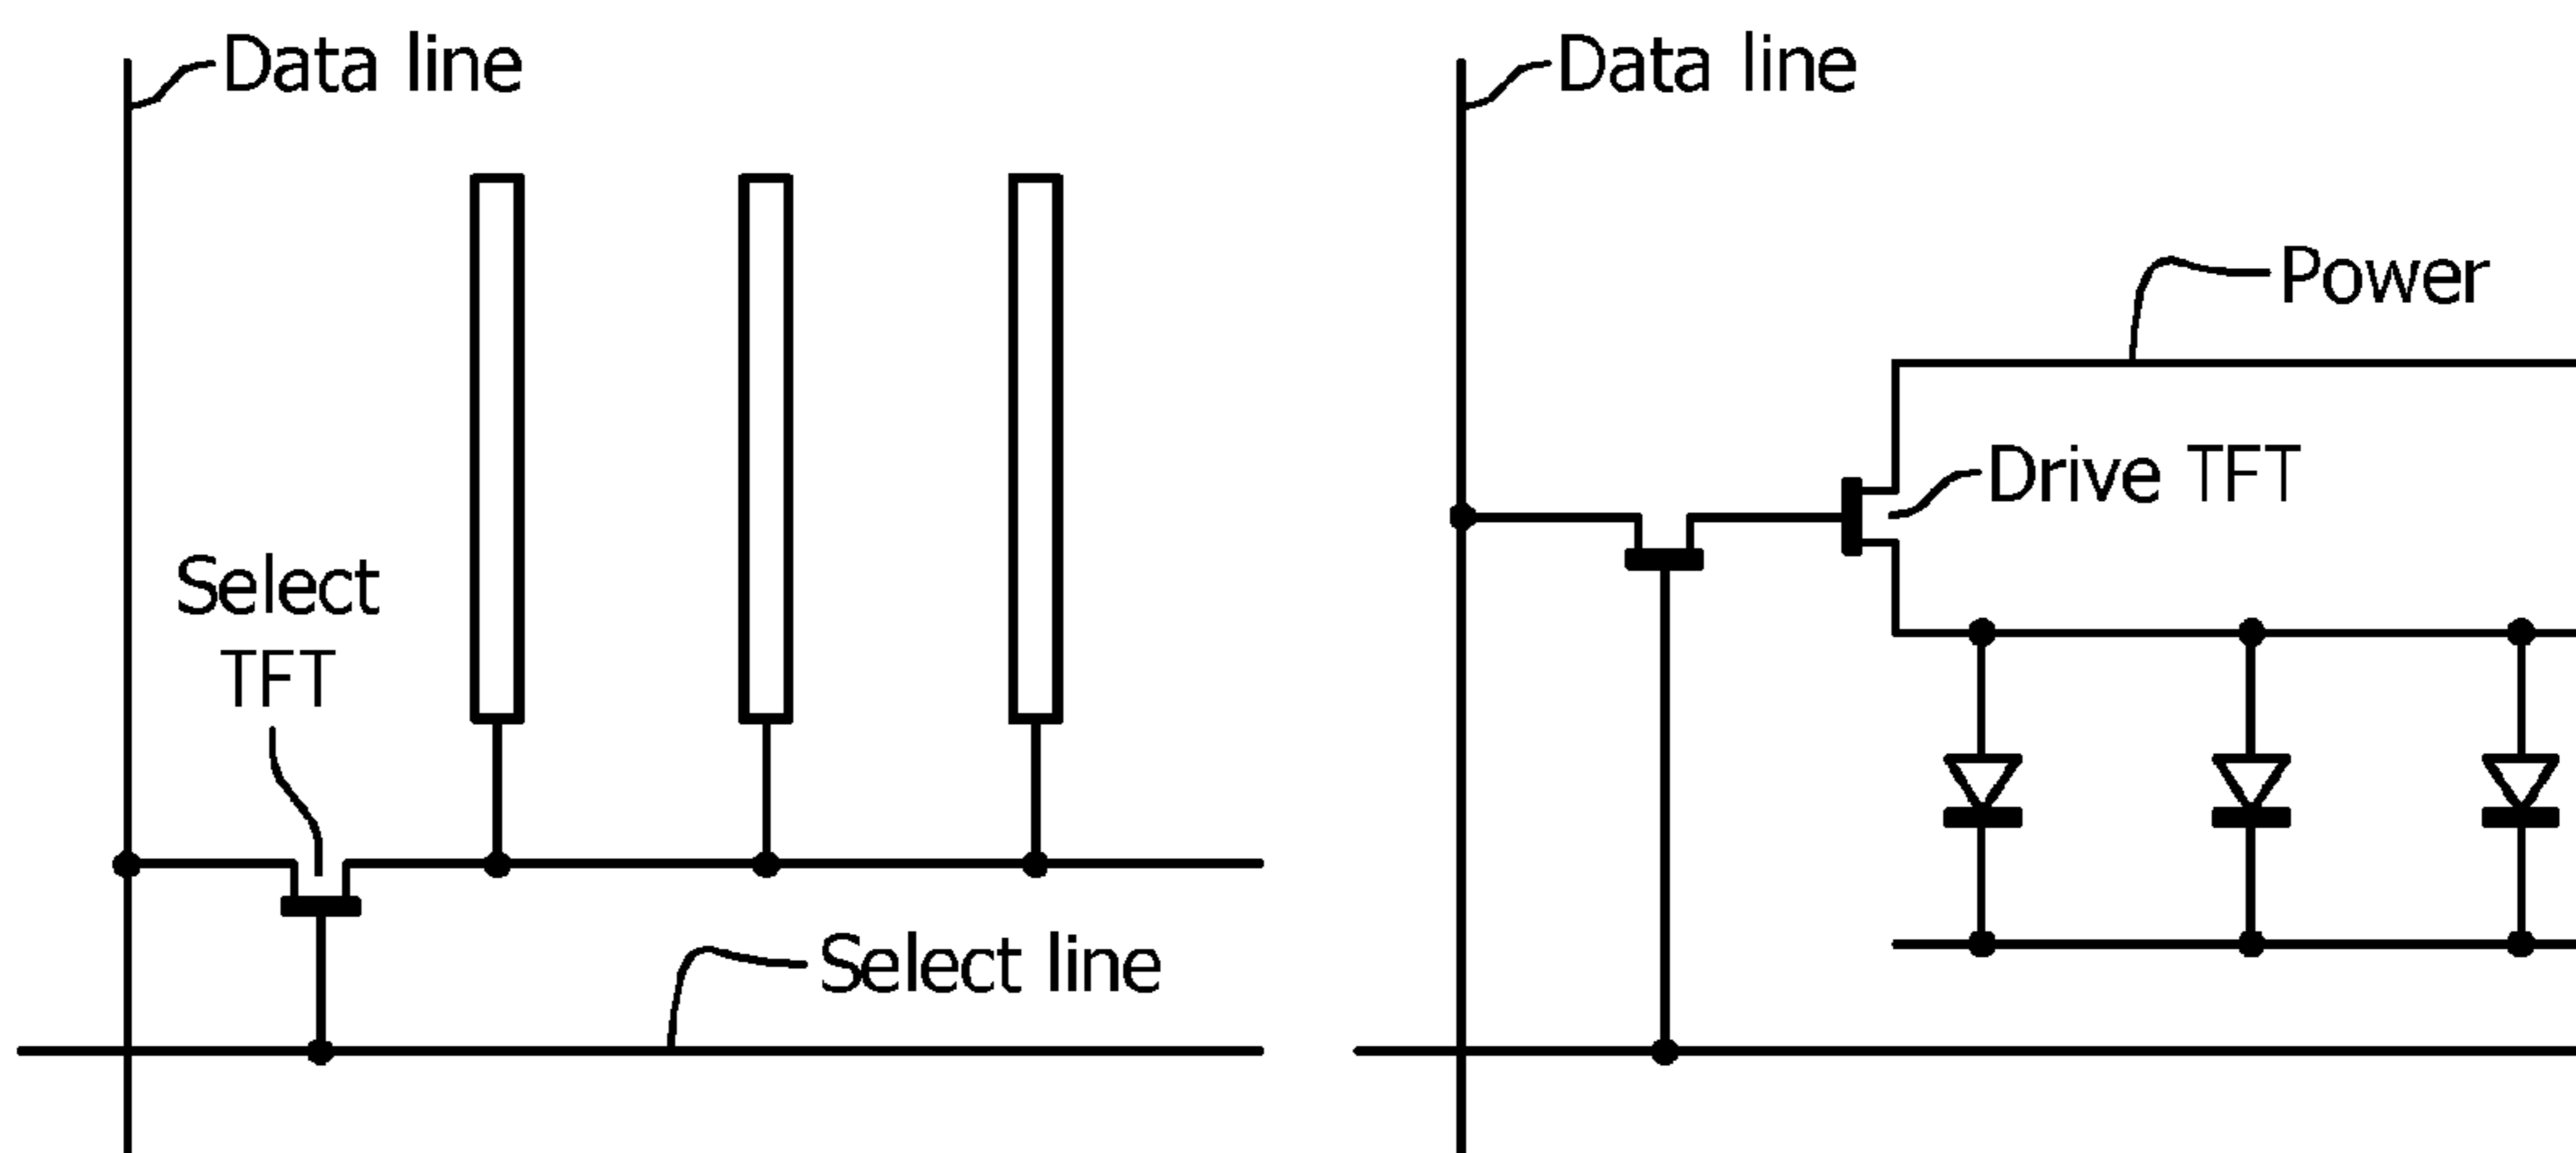 Data line
Select
TFT
Select line
Data line
Power
Drive TFT